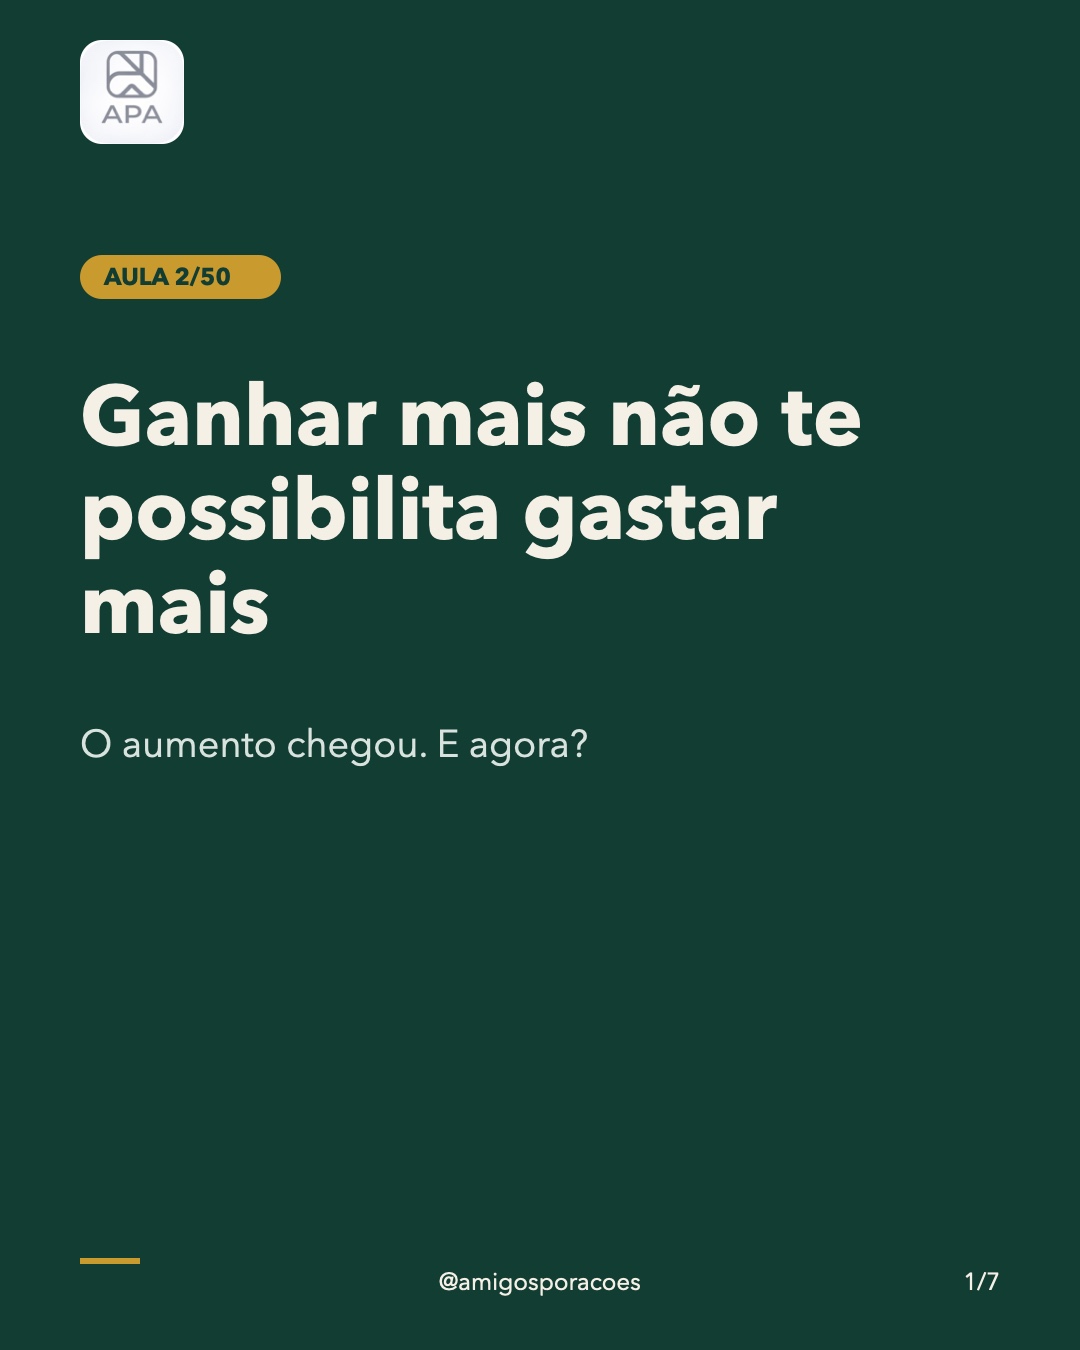 APA
AULA 2/50
Ganhar mais não te
possibilita gastar
mais
O aumento chegou. E agora?
@amigosporacoes
1/7